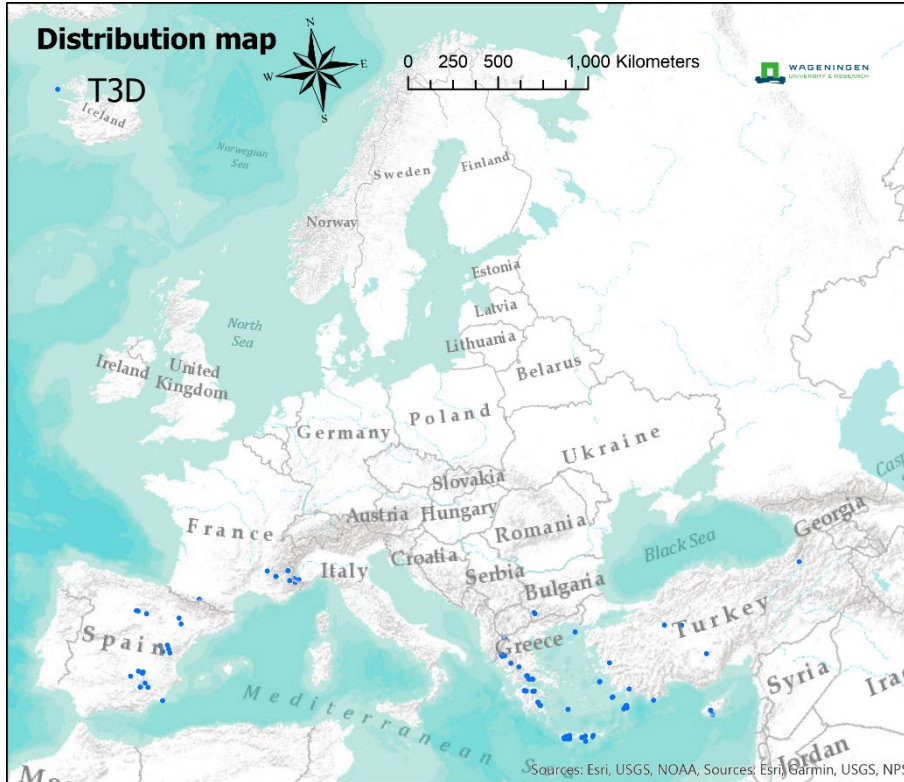 Distribution map
T3D
N
W
E
S
0 250 500 1,000 Kilometers
WAGENINGEN
UNIVERSITY & RESEARCH
Iceland
Norwegian
Sea
Sweden
Finland
Norway
Estonia
Latvia
Lithuania
North
Sea
Ireland
United
Kingdom
Belarus
Poland
Germany
Ukraine
Slovakia
Austria
Hungary
France
Romania
Georgia
Croatia
Black Sea
Italy
Serbia
Bulgaria
Spain
Greece
Turkey
Syria
Mediterranean
Jordan
Sources: Esri, USGS, NOAA, Sources: Esri, Garmin, USGS, NPS